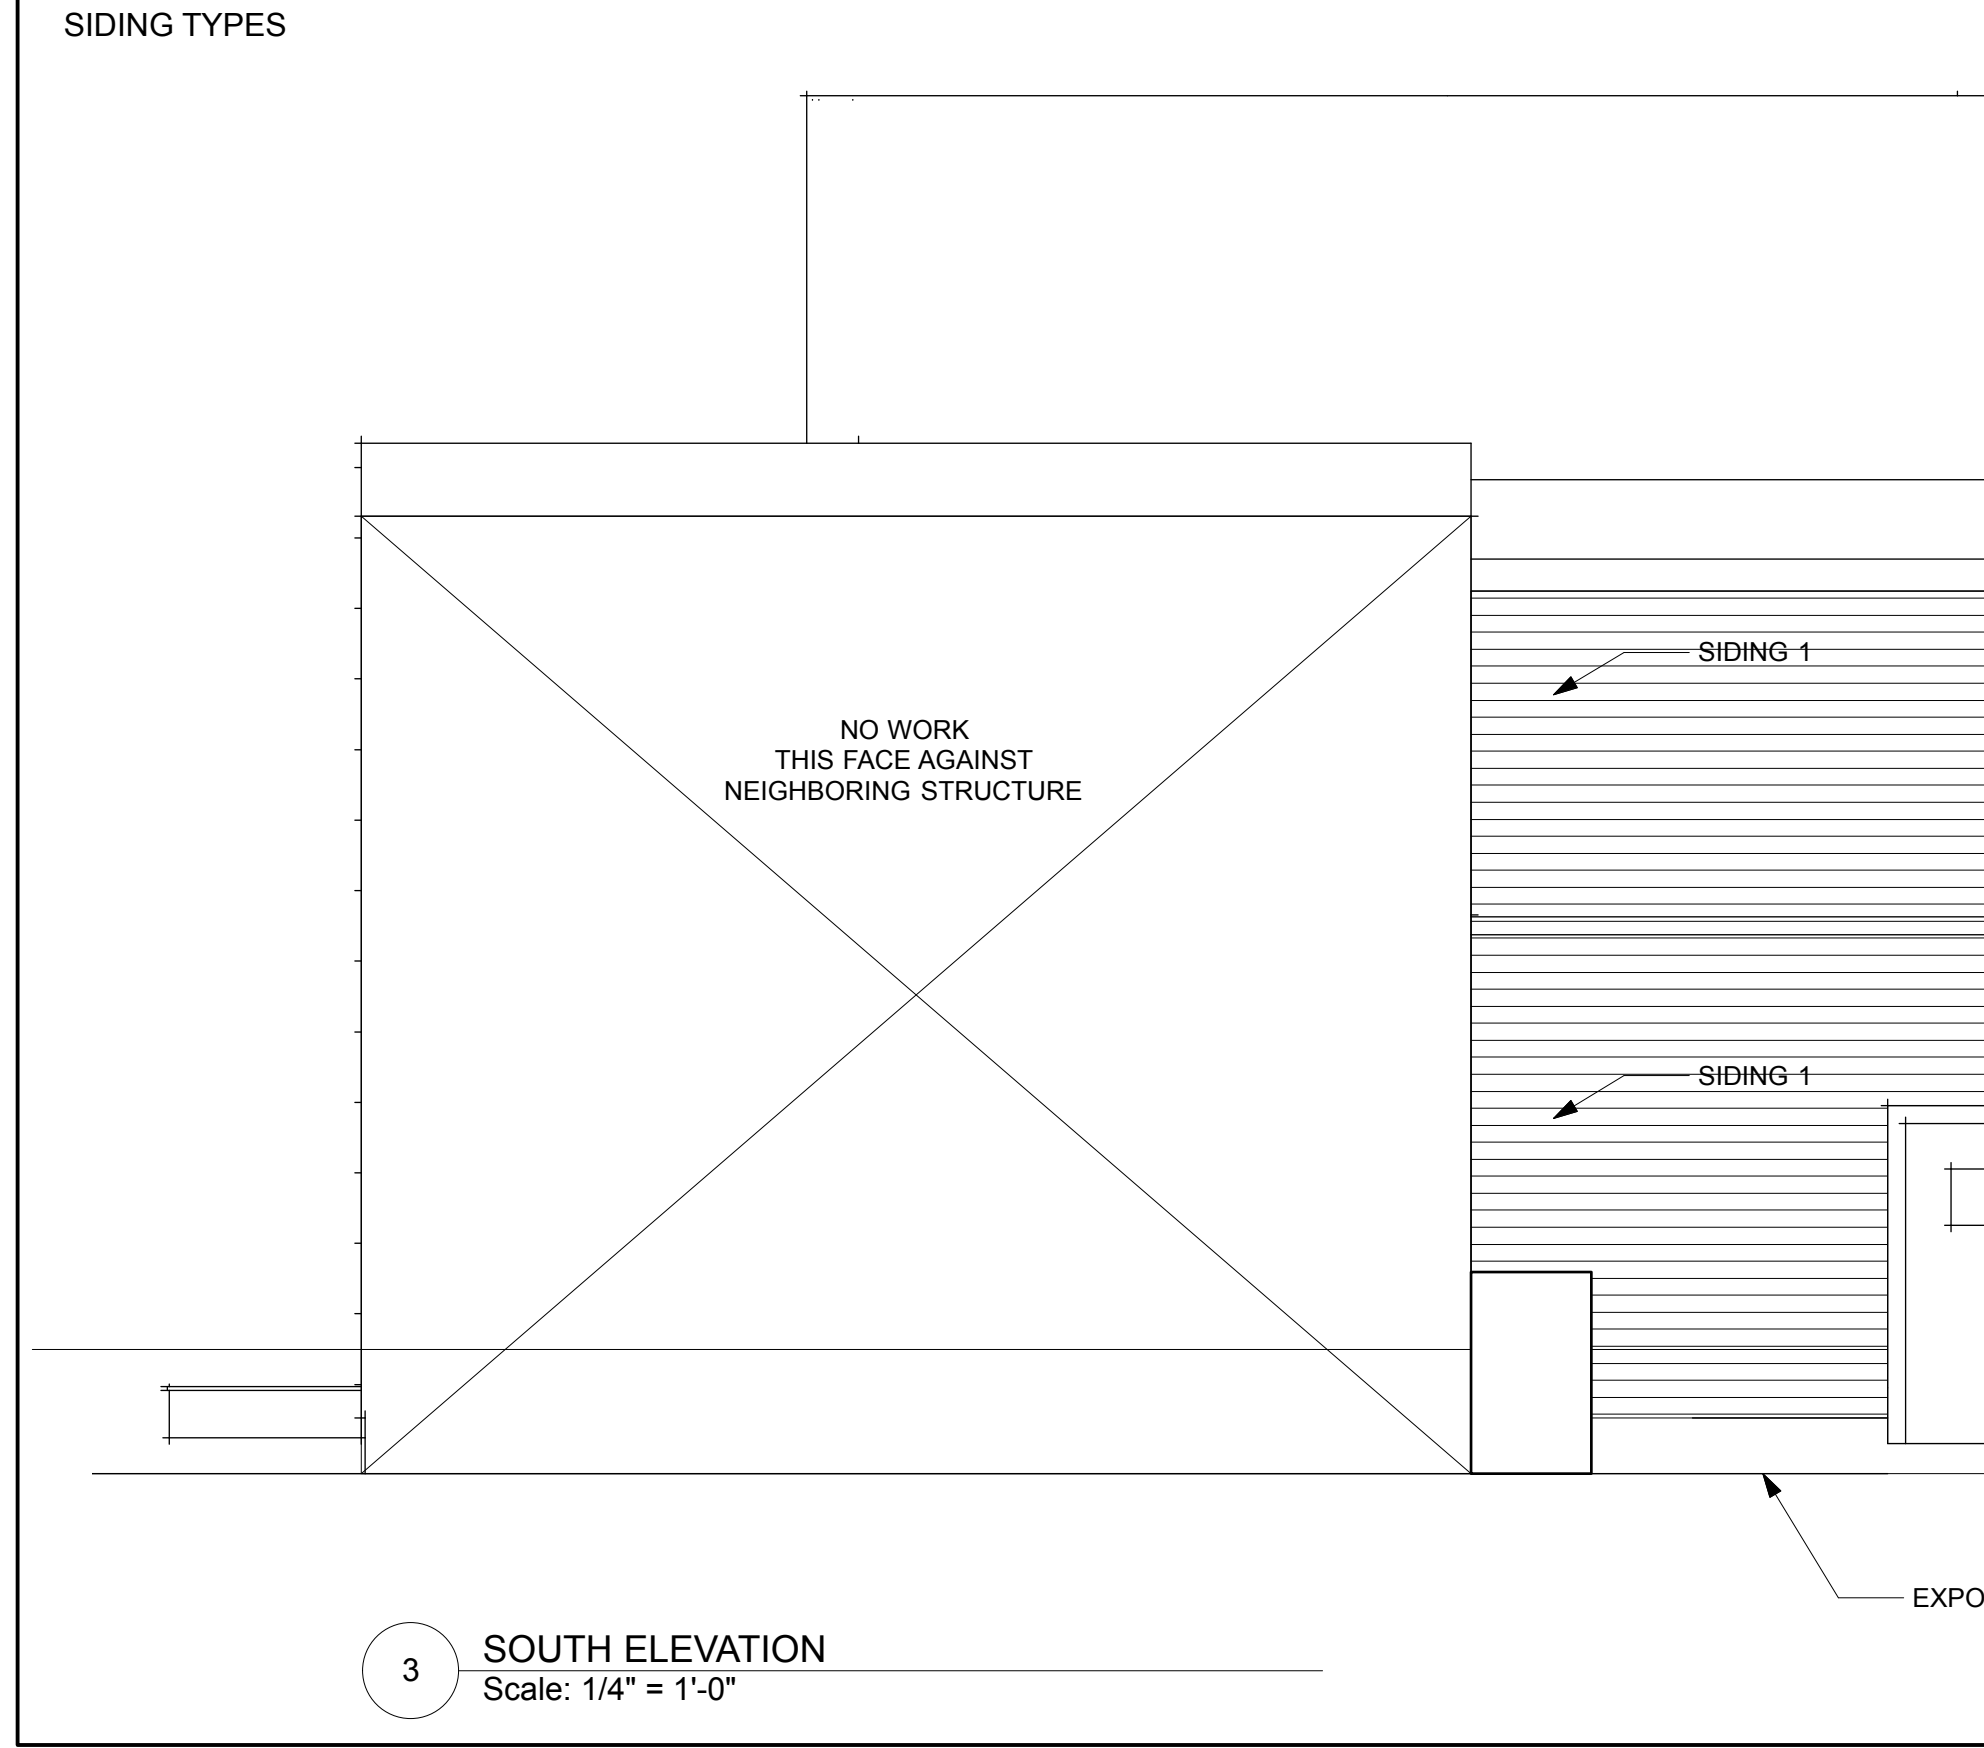 SIDING TYPES
SIDING 1
NO WORK
THIS FACE AGAINST
NEIGHBORING STRUCTURE
SIDING 1
EXPO
3
SOUTH ELEVATION
Scale: 1/4" = 1'-0"